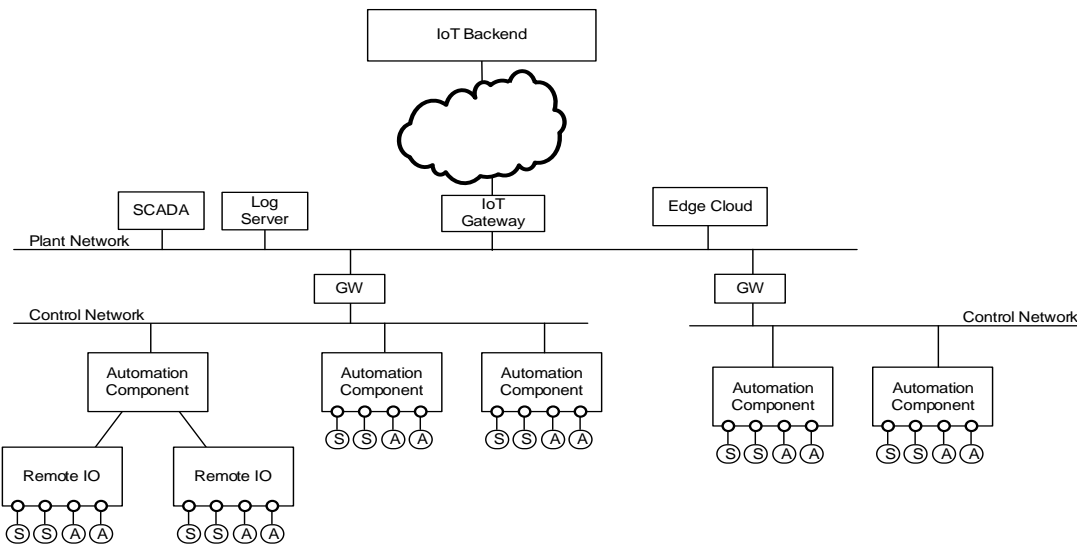 IoT Backend
SCADA
Log
Server
IoT
Gateway
Edge Cloud
Plant Network
GW
GW
Control Network
Control Network
Automation
Component
Automation
Component
Automation
Component
Automation
Component
Automation
Component
S S A A
S S A A
S S A A
S S A A
Remote IO
Remote IO
S S A A
S S A A